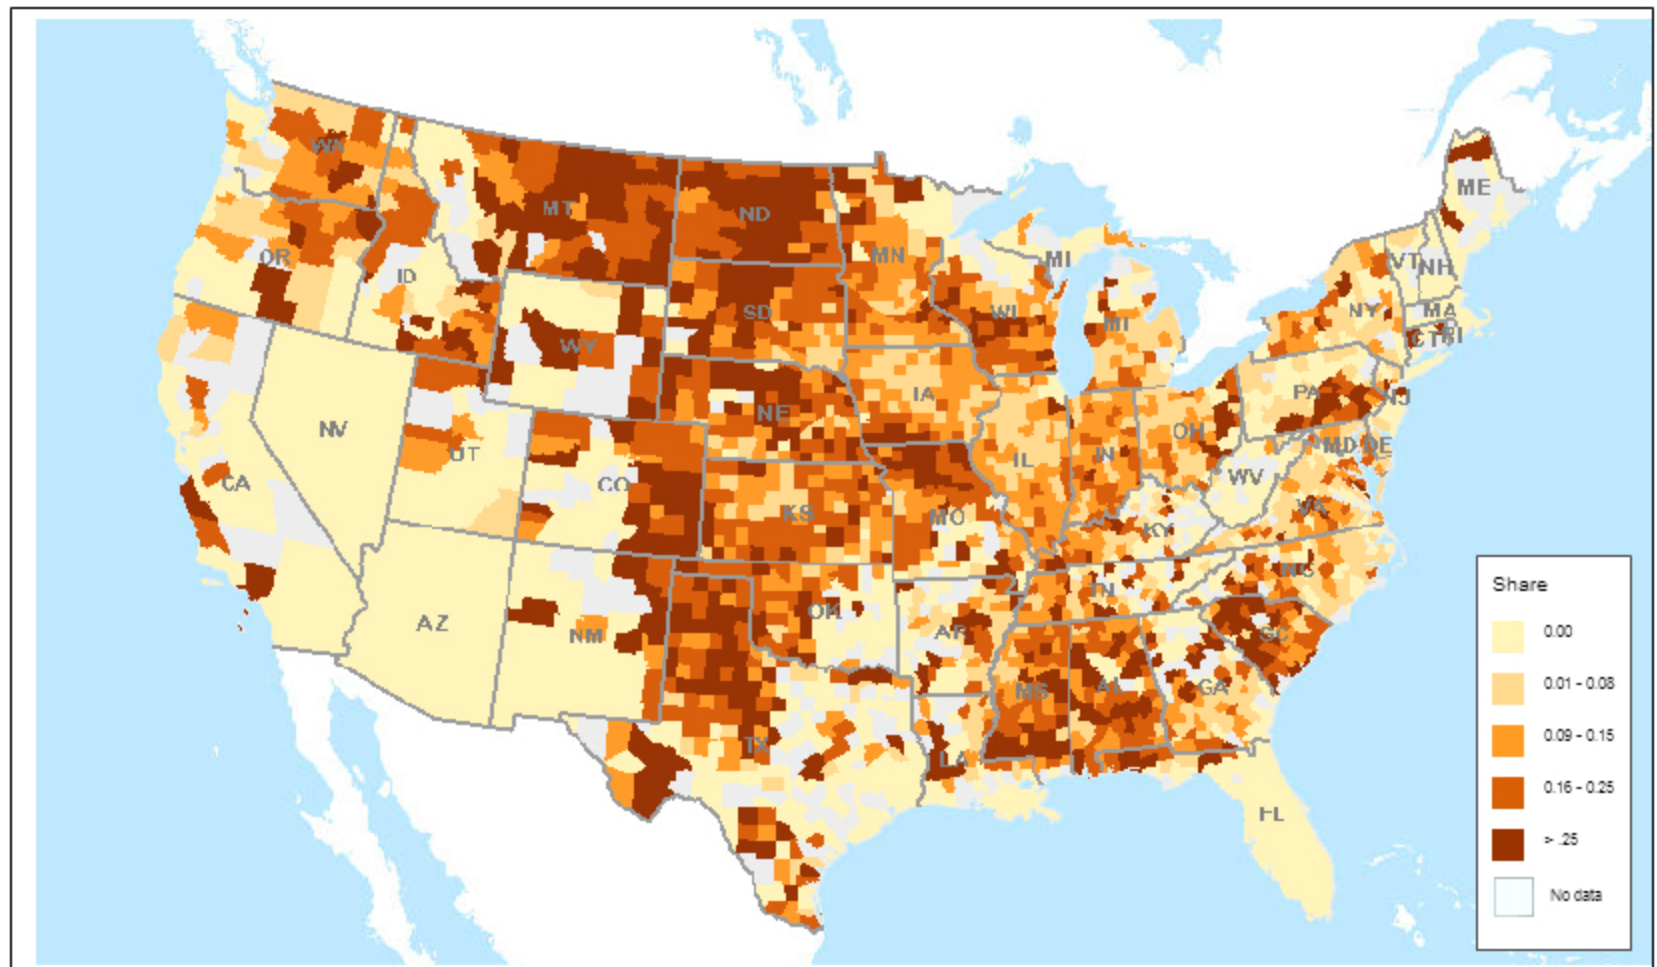 WA
MT
ND
MN
ME
OR
ID
MI
VT
NH
WI
SD
MI
NY
MA
CT
RI
WY
IA
PA
NJ
NE
NV
UT
OH
MD
DE
IL
IN
WV
CA
CO
KS
MO
VA
KY
NC
TN
OK
AR
SC
AZ
NM
MS
AL
GA
TX
LA
FL
Share
0.00
0.01 - 0.08
0.09 - 0.15
0.16 - 0.25
> .25
No data